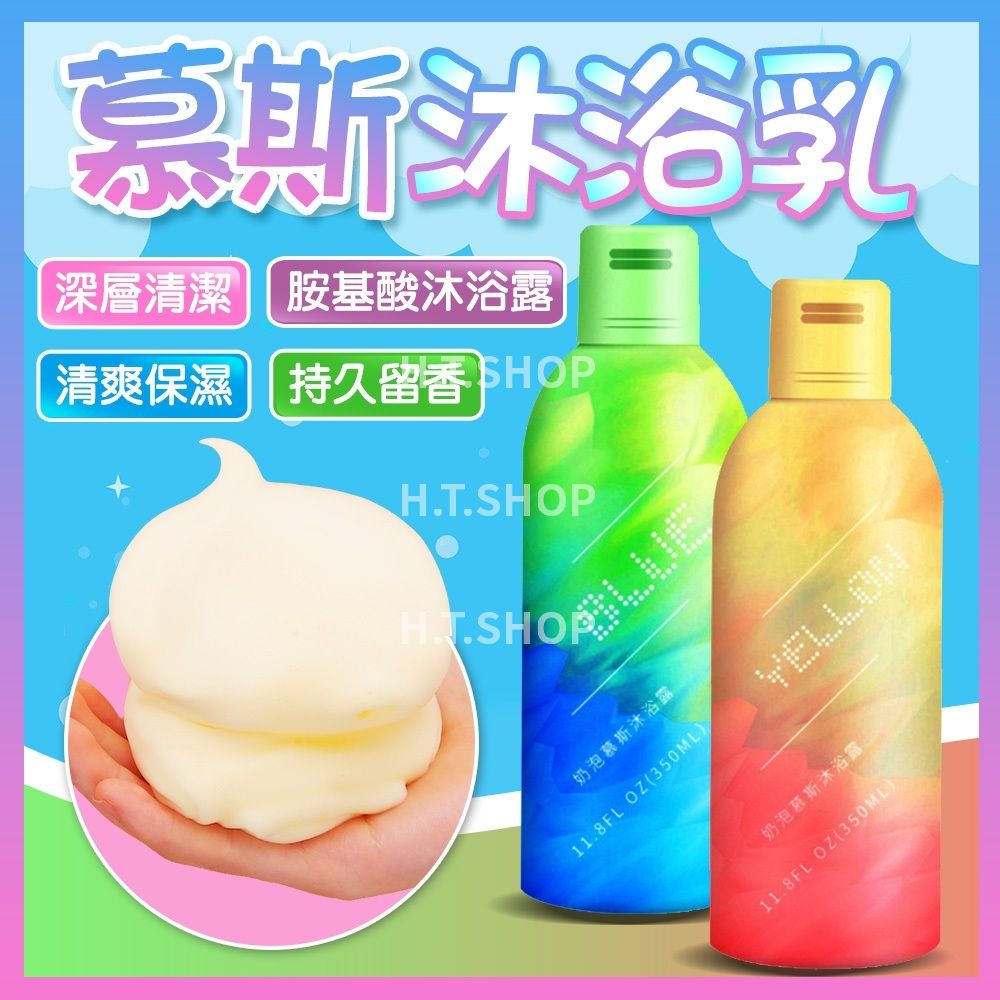 慕斯沐浴乳
深層清潔
胺基酸沐浴露
清爽保濕
持久留香
H.T.SHOP
H.T.SHOP
H.T.SHOP
BLUE
奶泡慕斯沐浴露
11.8FL OZ(350ML)
YELLOW
奶泡慕斯沐浴露
11.8FL OZ(350ML)